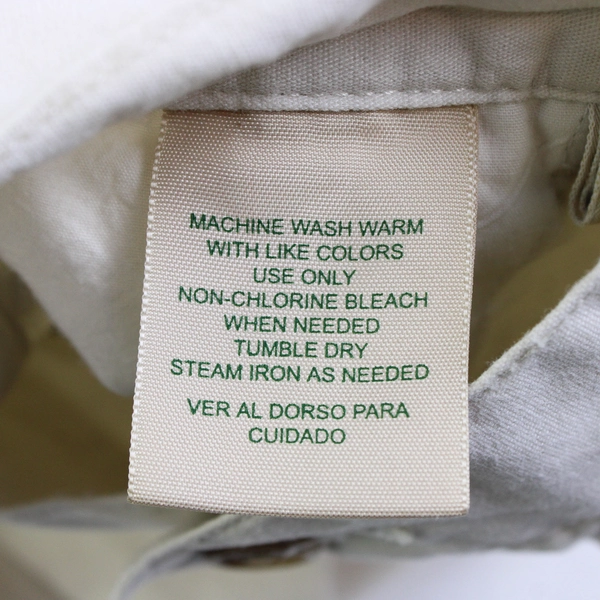 MACHINE WASH WARM
WITH LIKE COLORS
USE ONLY
NON-CHLORINE BLEACH
WHEN NEEDED
TUMBLE DRY
STEAM IRON AS NEEDED
VER AL DORSO PARA
CUIDADO